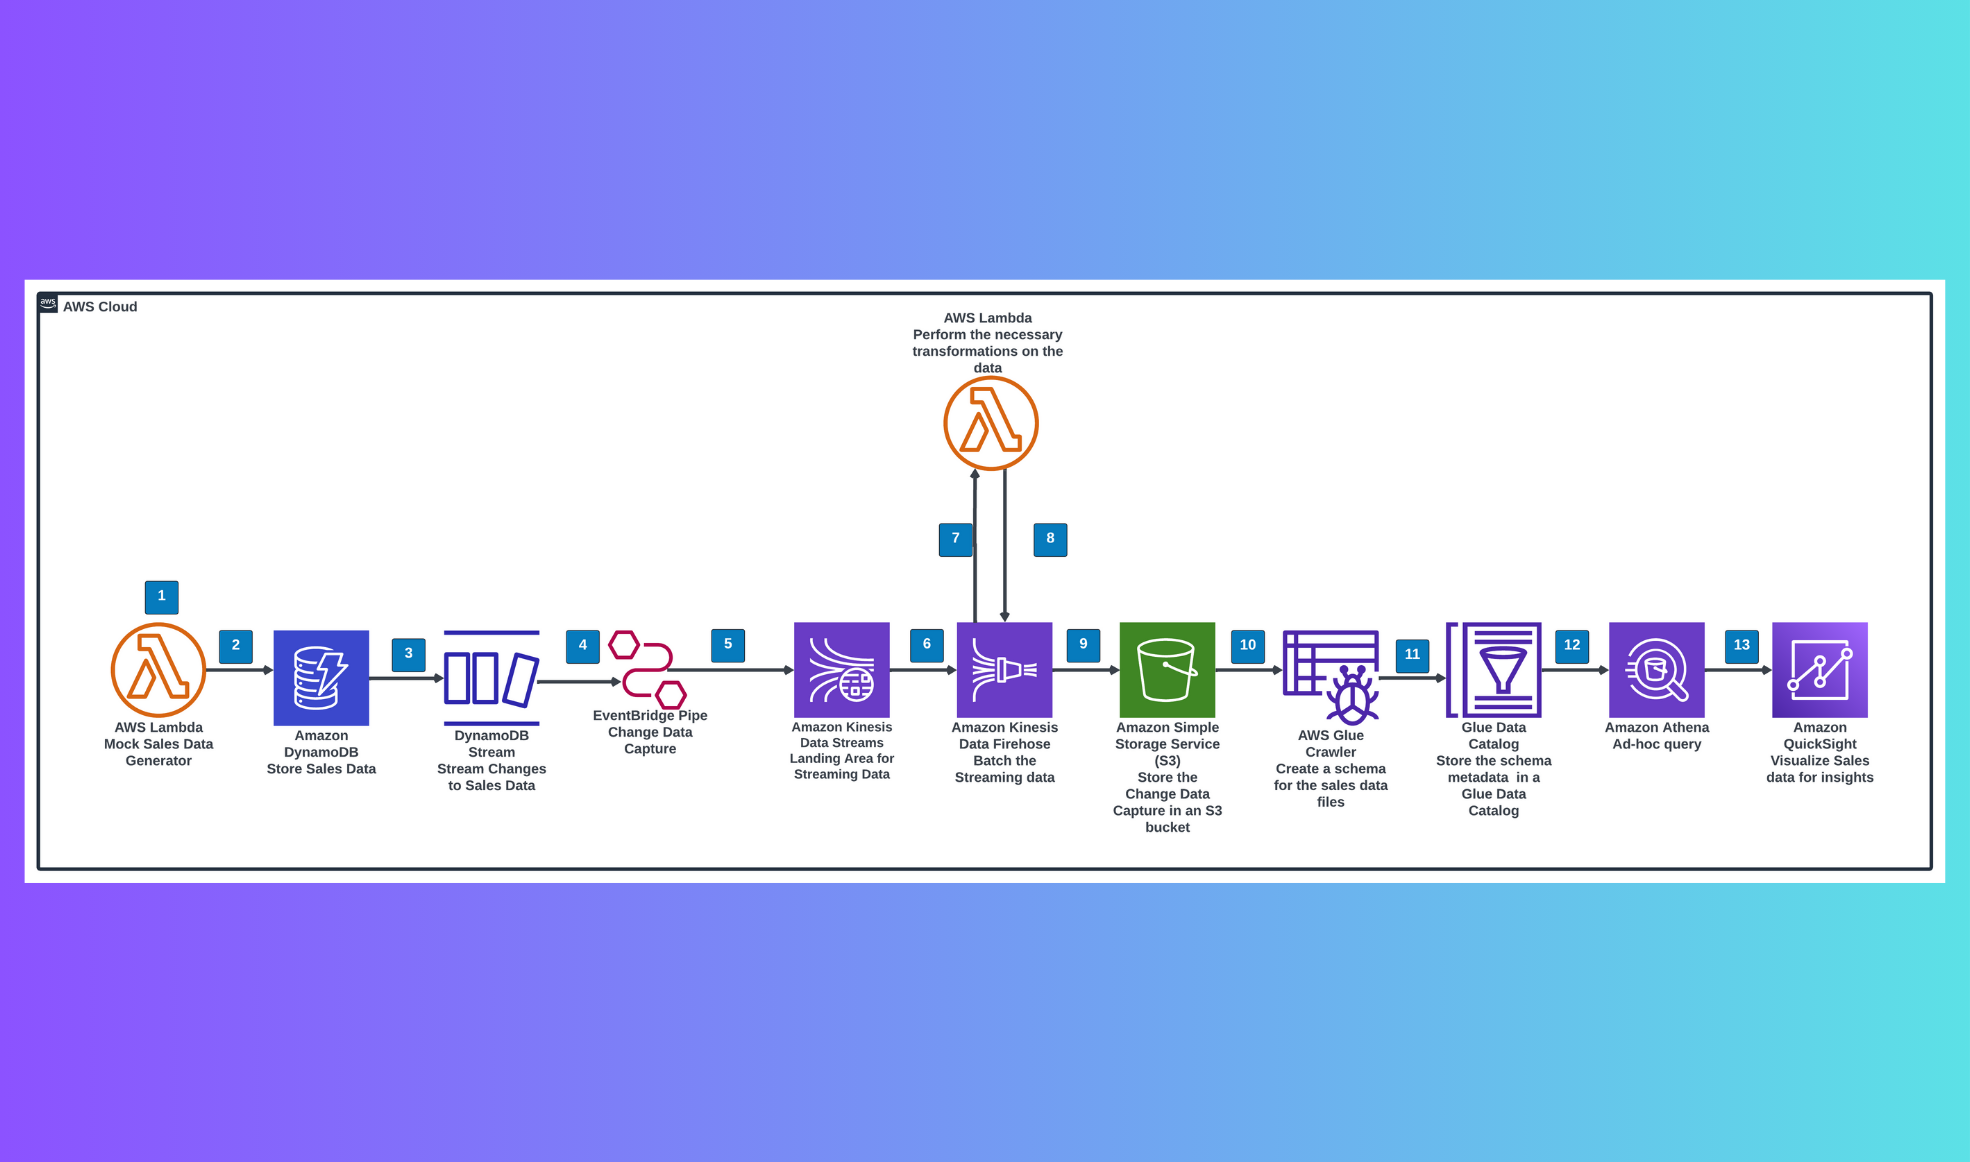 aws
AWS Cloud
AWS Lambda
Perform the necessary
transformations on the
data
7
8
1
2
3
4
5
6
9
10
11
12
13
AWS Lambda
Mock Sales Data
Generator
Amazon
DynamoDB
Store Sales Data
DynamoDB
Stream
Stream Changes
to Sales Data
EventBridge Pipe
Change Data
Capture
Amazon Kinesis
Data Streams
Landing Area for
Streaming Data
Amazon Kinesis
Data Firehose
Batch the
Streaming data
Amazon Simple
Storage Service
(S3)
Store the
Change Data
Capture in an S3
bucket
AWS Glue
Crawler
Create a schema
for the sales data
files
Glue Data
Catalog
Store the schema
metadata in a
Glue Data
Catalog
Amazon Athena
Ad-hoc query
Amazon
QuickSight
Visualize Sales
data for insights